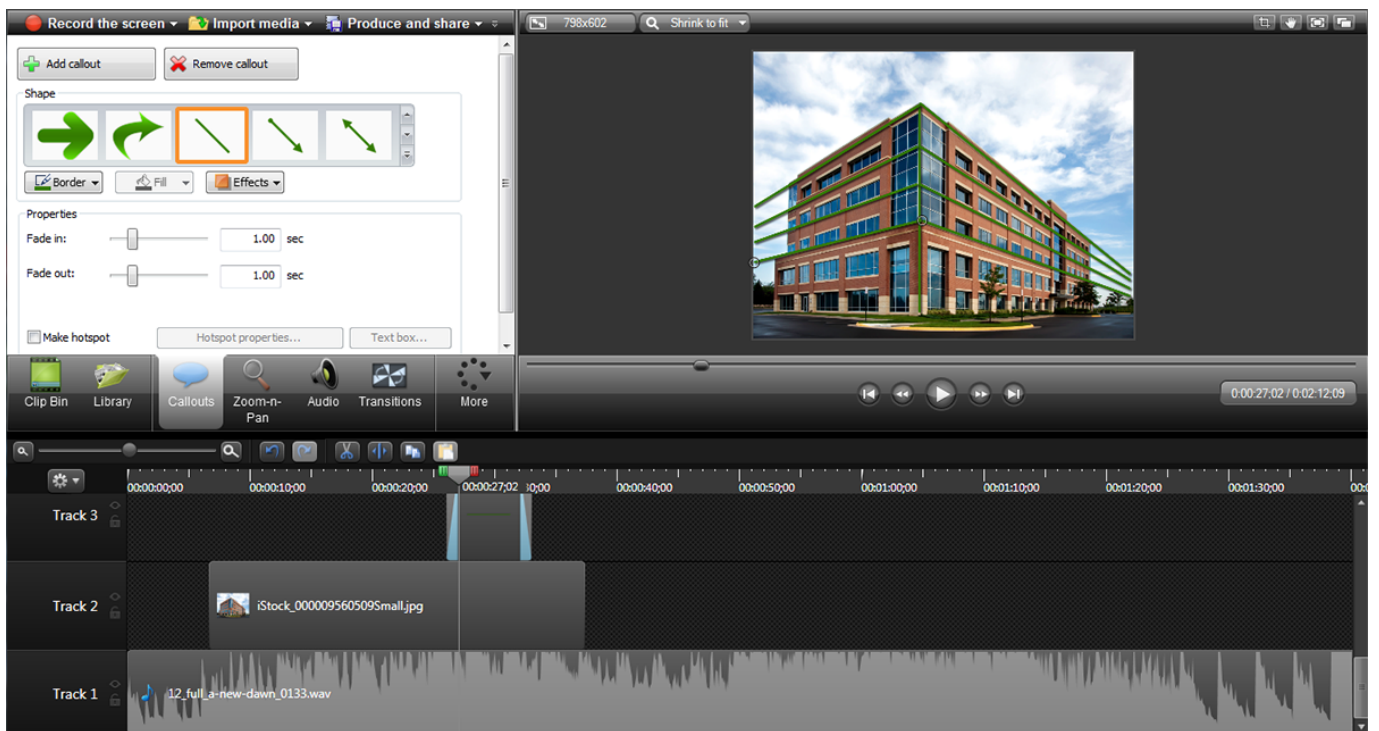 Record the screen Import media Produce and share
798x602 Shrink to fit
Add callout Remove callout
Shape
Border Fill Effects
Properties
Fade in: 1.00 sec
Fade out: 1.00 sec
Make hotspot Hotspot properties... Text box...
Clip Bin Library Callouts Zoom-n-Pan Audio Transitions More
0:00:27;02 / 0:02:12;09
00:00:00;00 00:00:10;00 00:00:20;00 00:00:27;02 30;00 00:00:40;00 00:00:50;00 00:01:00;00 00:01:10;00 00:01:20;00 00:01:30;00 00:0
Track 3
Track 2 iStock_000009560509Small.jpg
Track 1 12_full_a-new-dawn_0133.wav